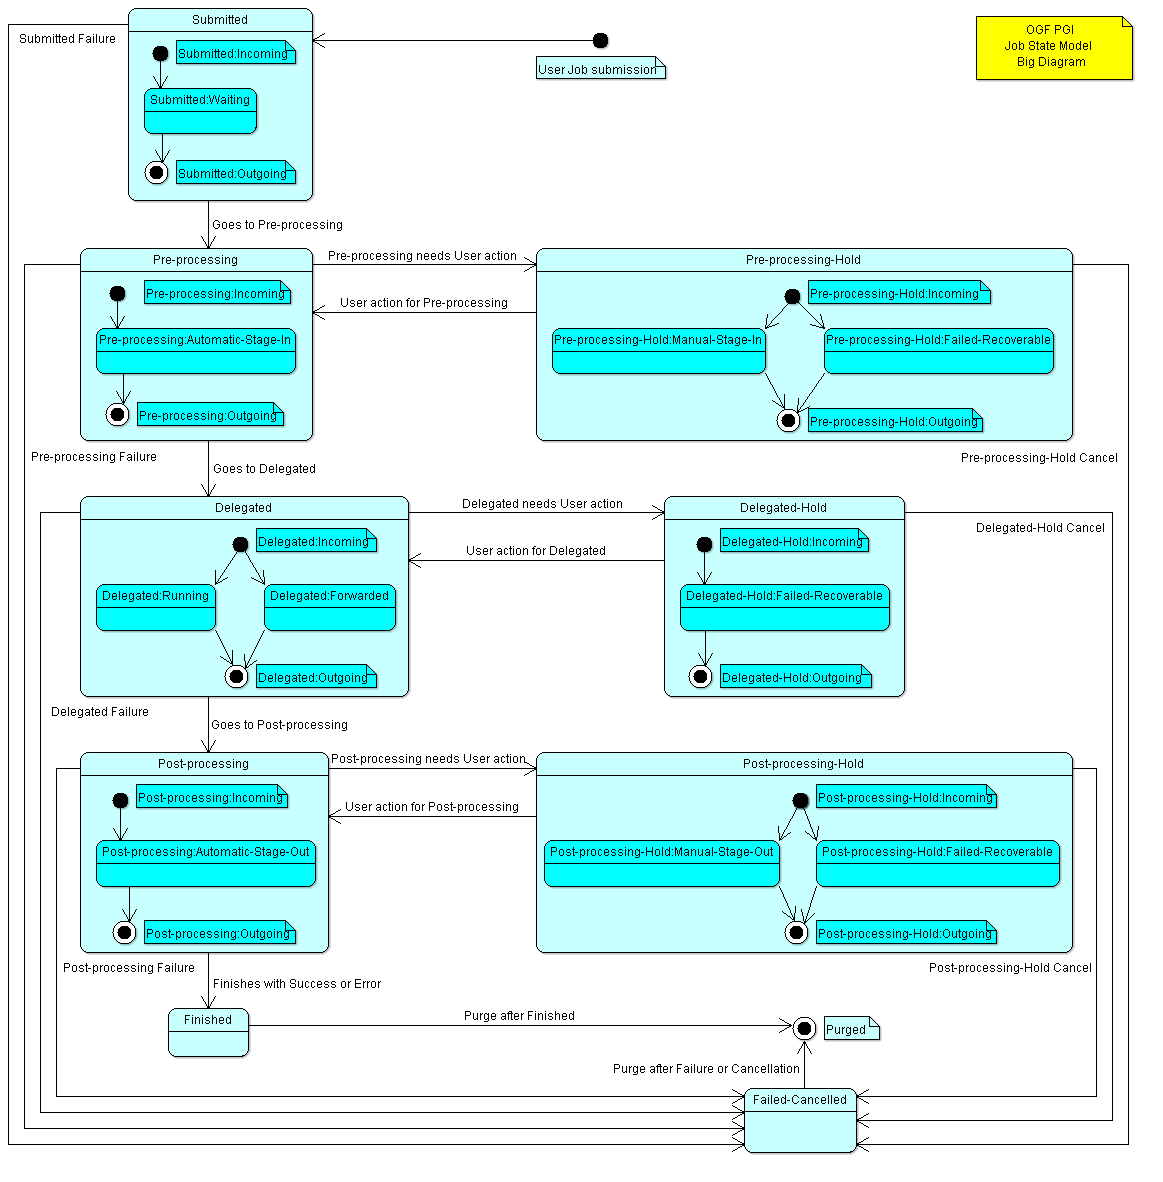 Submitted
OGF PGI
Job State Model
Big Diagram
Submitted Failure
Submitted:Incoming
User Job submission
Submitted:Waiting
Submitted:Outgoing
Goes to Pre-processing
Pre-processing
Pre-processing needs User action
Pre-processing-Hold
Pre-processing:Incoming
User action for Pre-processing
Pre-processing-Hold:Incoming
Pre-processing:Automatic-Stage-In
Pre-processing-Hold:Manual-Stage-In
Pre-processing-Hold:Failed-Recoverable
Pre-processing:Outgoing
Pre-processing-Hold:Outgoing
Pre-processing Failure
Goes to Delegated
Pre-processing-Hold Cancel
Delegated
Delegated needs User action
Delegated-Hold
Delegated-Hold Cancel
Delegated:Incoming
User action for Delegated
Delegated-Hold:Incoming
Delegated:Running
Delegated:Forwarded
Delegated-Hold:Failed-Recoverable
Delegated:Outgoing
Delegated-Hold:Outgoing
Delegated Failure
Goes to Post-processing
Post-processing
Post-processing needs User action
Post-processing-Hold
Post-processing:Incoming
User action for Post-processing
Post-processing-Hold:Incoming
Post-processing:Automatic-Stage-Out
Post-processing-Hold:Manual-Stage-Out
Post-processing-Hold:Failed-Recoverable
Post-processing:Outgoing
Post-processing-Hold:Outgoing
Post-processing Failure
Finishes with Success or Error
Post-processing-Hold Cancel
Finished
Purge after Finished
Purged
Purge after Failure or Cancellation
Failed-Cancelled